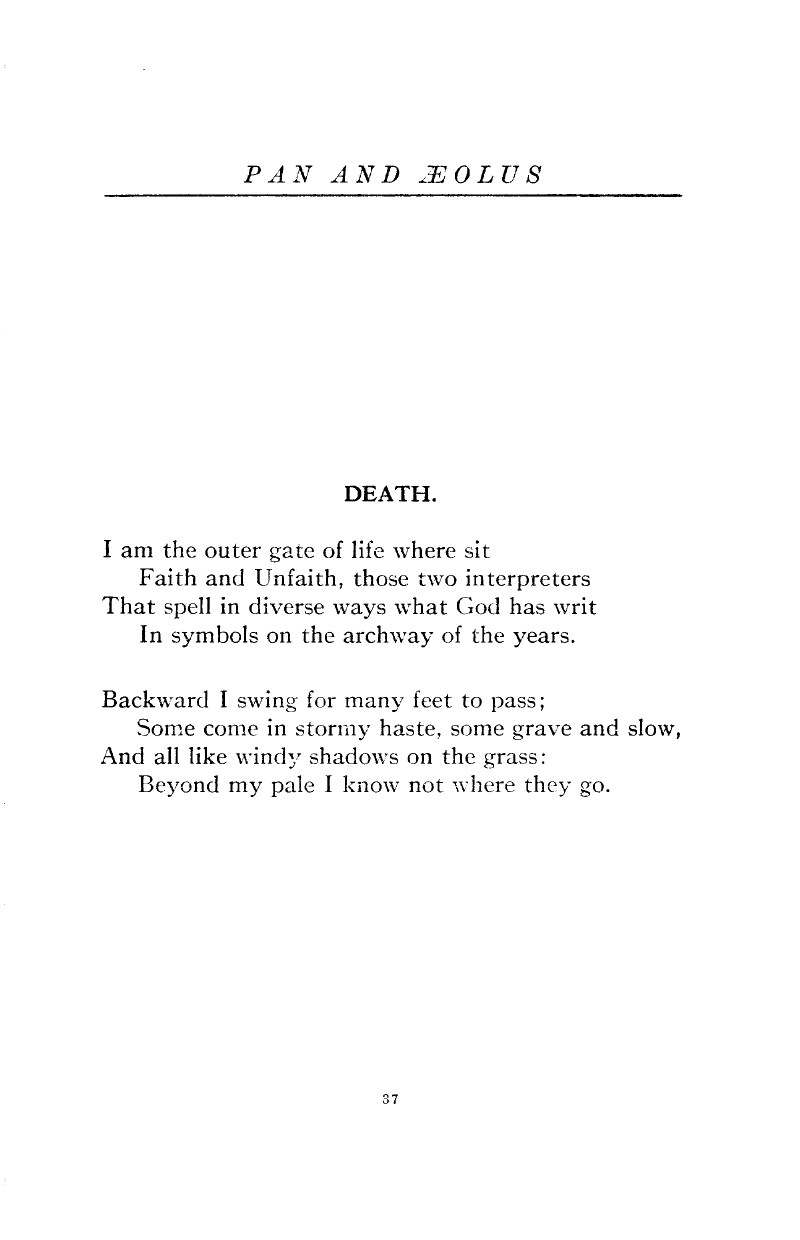 PAN AND ÆOLUS
DEATH.
I am the outer gate of life where sit
Faith and Unfaith, those two interpreters
That spell in diverse ways what God has writ
In symbols on the archway of the years.
Backward I swing for many feet to pass;
Some come in stormy haste, some grave and slow,
And all like windy shadows on the grass:
Beyond my pale I know not where they go.
37